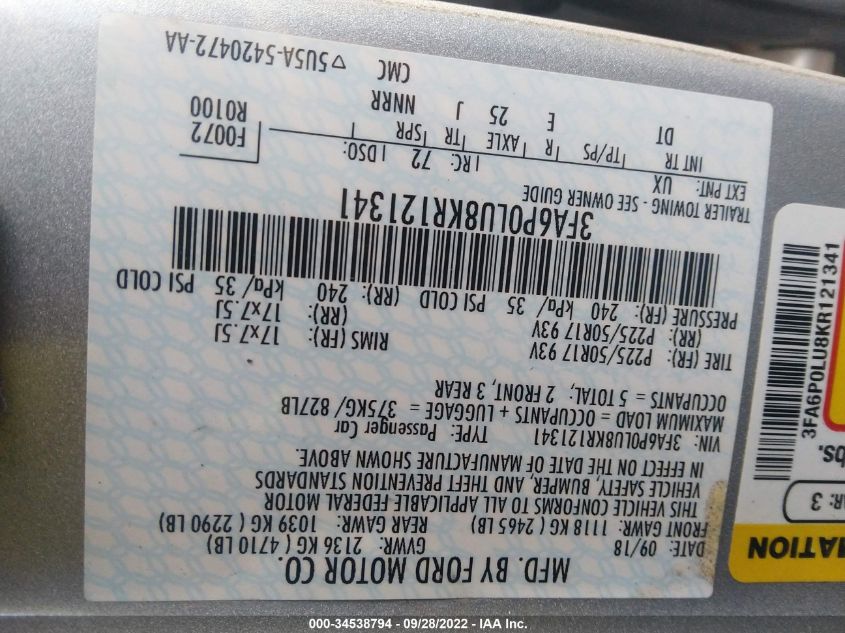 MFD. BY FORD MOTOR CO.
DATE: 09/18 GVWR: 2136 KG ( 4710 LB)
FRONT GAWR: 1118 KG ( 2465 LB) REAR GAWR: 1039 KG ( 2290 LB)
THIS VEHICLE CONFORMS TO ALL APPLICABLE FEDERAL MOTOR
VEHICLE SAFETY, BUMPER, AND THEFT PREVENTION STANDARDS
IN EFFECT ON THE DATE OF MANUFACTURE SHOWN ABOVE.
VIN: 3FA6P0LU8KR121341 TYPE: Passenger Car
MAXIMUM LOAD = OCCUPANTS + LUGGAGE = 375KG/ 827LB
OCCUPANTS = 5 TOTAL: 2 FRONT, 3 REAR
TIRE (FR): P225/50R17 93V RIMS (FR): 17x7.5J
(RR): P225/50R17 93V (RR): 17x7.5J
PRESSURE (FR): 240 kPa/ 35 PSI COLD (RR): 240 kPa/ 35 PSI COLD
3FA6P0LU8KR121341
TRAILER TOWING - SEE OWNER GUIDE
EXT PNT: UX RC: 72 DSO: F0072
INT TR TP/PS R AXLE TR SPR R0100
DT E 25 J NNRR
CMC ▽5U5A-5420472-AA
MATION
AR: 3
bs.
3FA6P0LU8KR121341
000-34538794 - 09/28/2022 - IAA Inc.